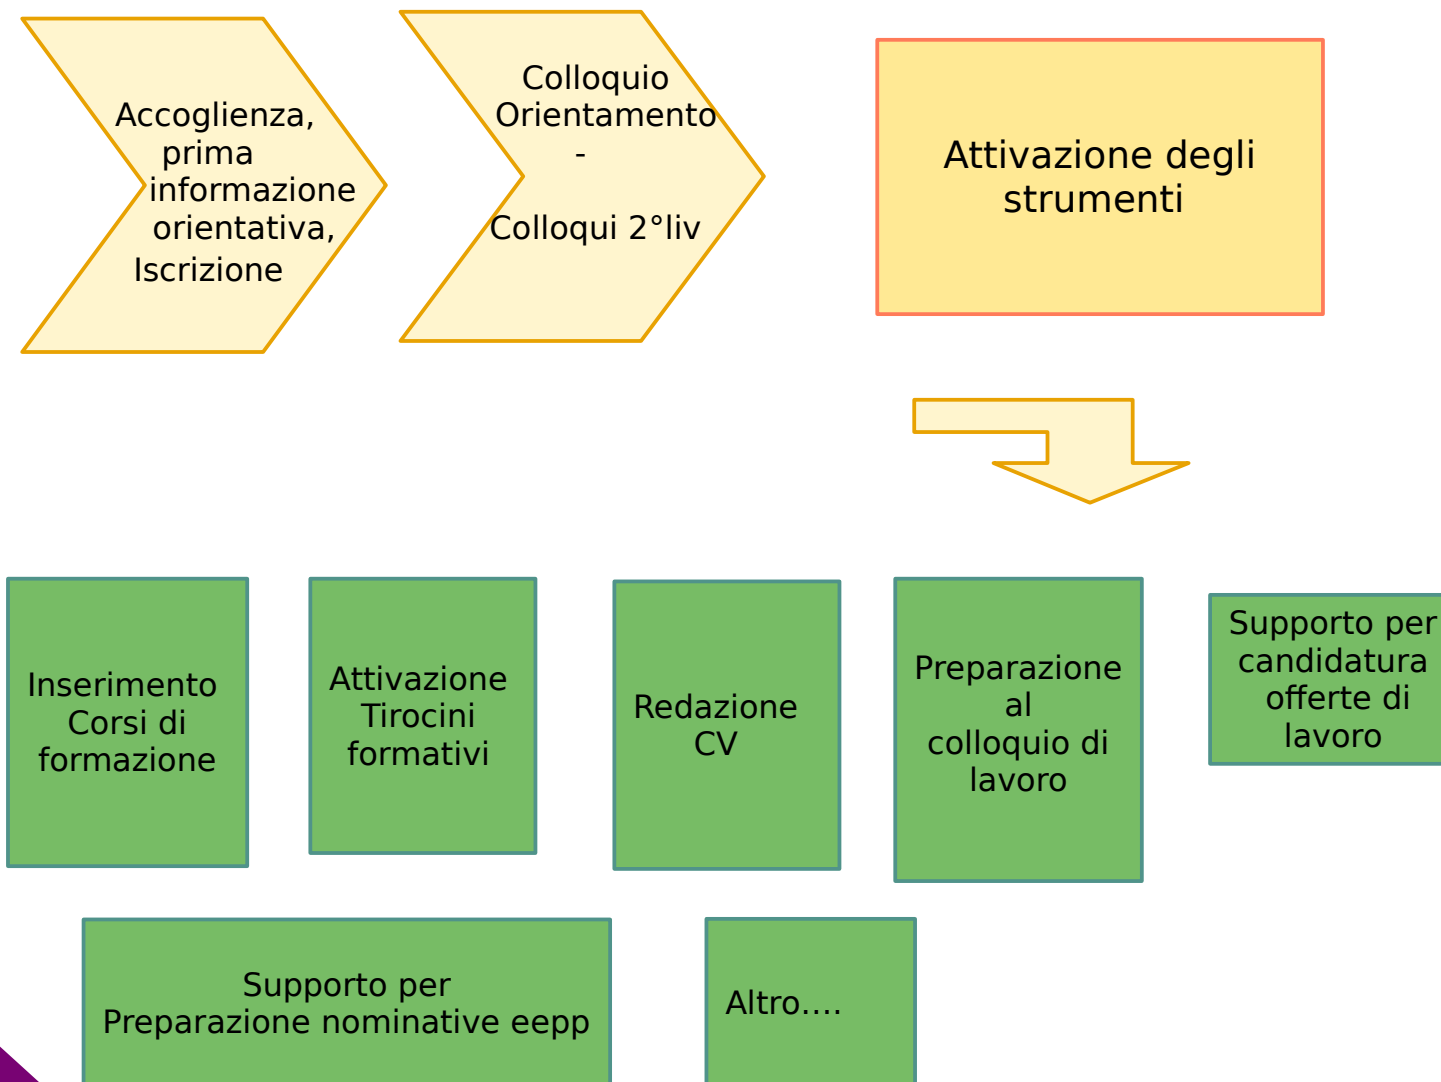 Accoglienza,
prima
informazione
orientativa,
Iscrizione
Colloquio
Orientamento
-
Colloqui 2°liv
Attivazione degli
strumenti
Inserimento
Corsi di
formazione
Attivazione
Tirocini
formativi
Redazione
CV
Preparazione
al
colloquio di
lavoro
Supporto per
candidatura
offerte di
lavoro
Supporto per
Preparazione nominative eepp
Altro….